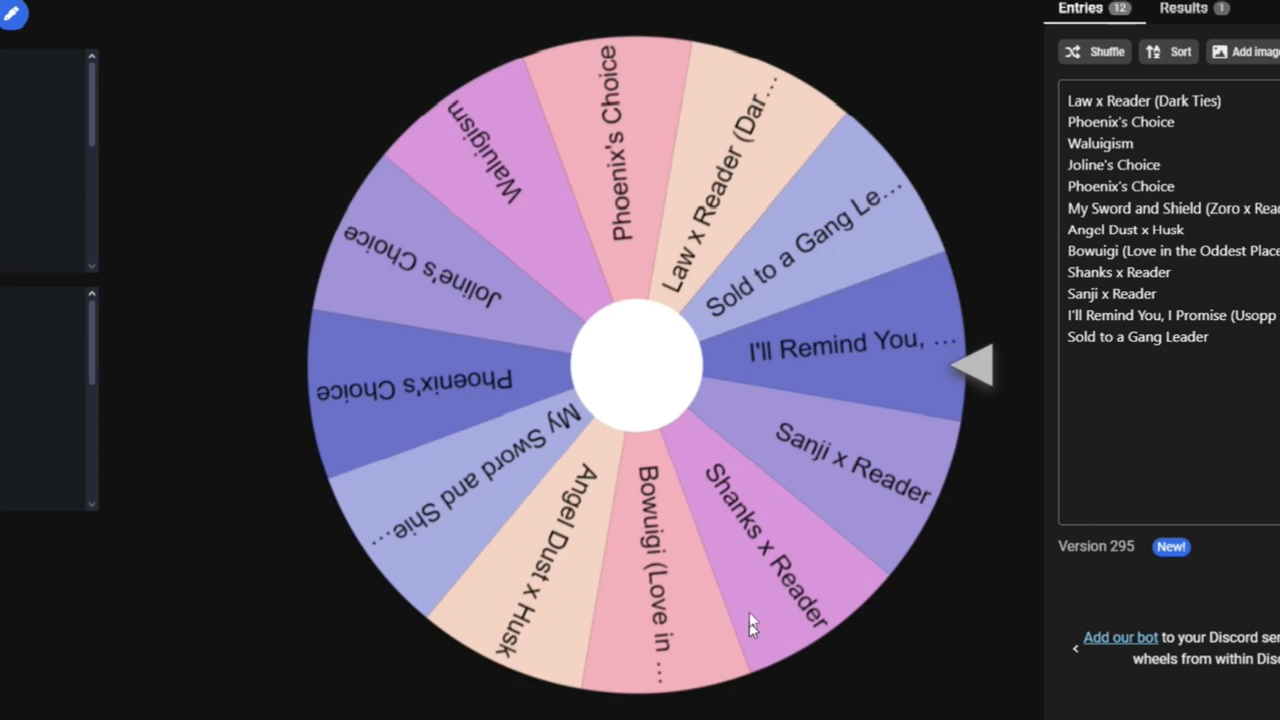 Entries 12 Results 1
Shuffle Sort Add imag
Law x Reader (Dark Ties)
Phoenix's Choice
Waluigism
Joline's Choice
Phoenix's Choice
My Sword and Shield (Zoro x Rea
Angel Dust x Husk
Bowuigi (Love in the Oddest Place
Shanks x Reader
Sanji x Reader
I'll Remind You, I Promise (Usopp
Sold to a Gang Leader
Version 295 New!
Add our bot to your Discord ser
wheels from within Disc
Phoenix's Choice
Law x Reader (Dar...
Sold to a Gang Le...
I'll Remind You, ...
Sanji x Reader
Shanks x Reader
Bowuigi (Love in ...
Angel Dust x Husk
My Sword and Shie...
Phoenix's Choice
Joline's Choice
Waluigism